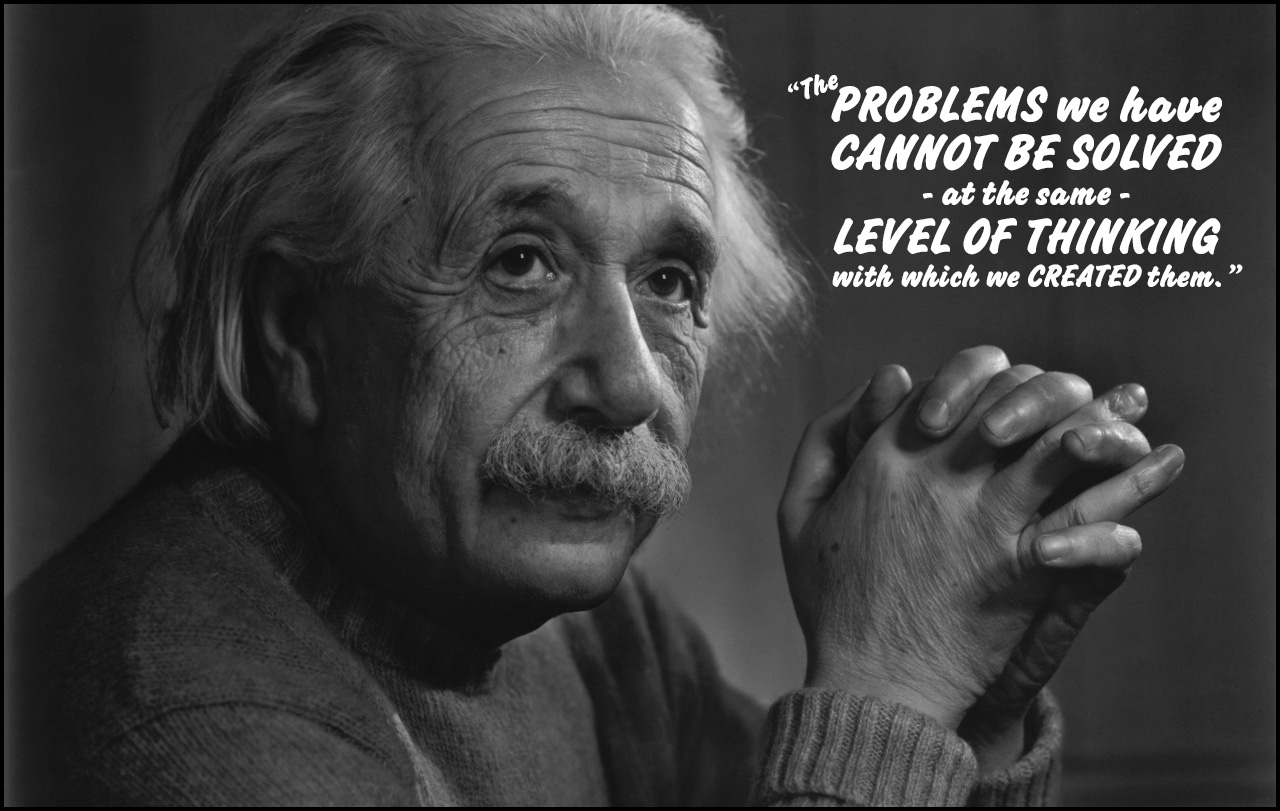 “The PROBLEMS we have
CANNOT BE SOLVED
- at the same -
LEVEL OF THINKING
with which we CREATED them.”